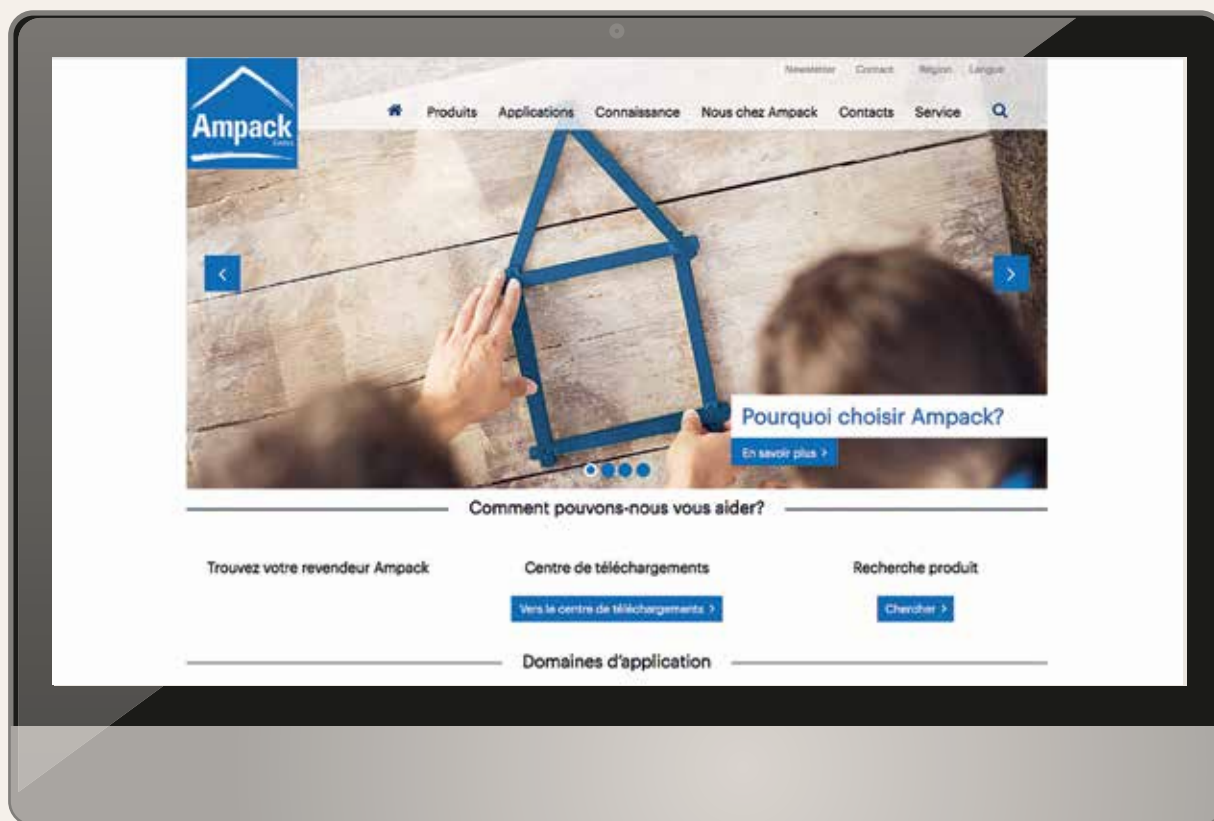 Newsletter Contact Région Langue
Ampack
Produits Applications Connaissance Nous chez Ampack Contacts Service
Pourquoi choisir Ampack?
En savoir plus >
Comment pouvons-nous vous aider?
Trouvez votre revendeur Ampack
Centre de téléchargements
Recherche produit
Vers le centre de téléchargements >
Chercher >
Domaines d'application